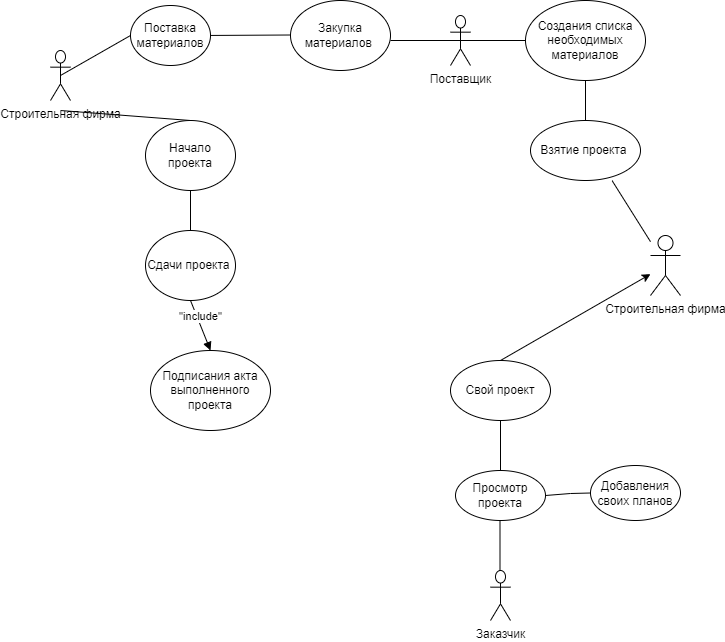 Поставка
материалов
Закупка
материалов
Создания списка
необходимых
материалов
Поставщик
Строительная фирма
Начало
проекта
Взятие проекта
Сдачи проекта
"include"
Строительная фирма
Подписания акта
выполненного
проекта
Свой проект
Просмотр
проекта
Добавления
своих планов
Заказчик